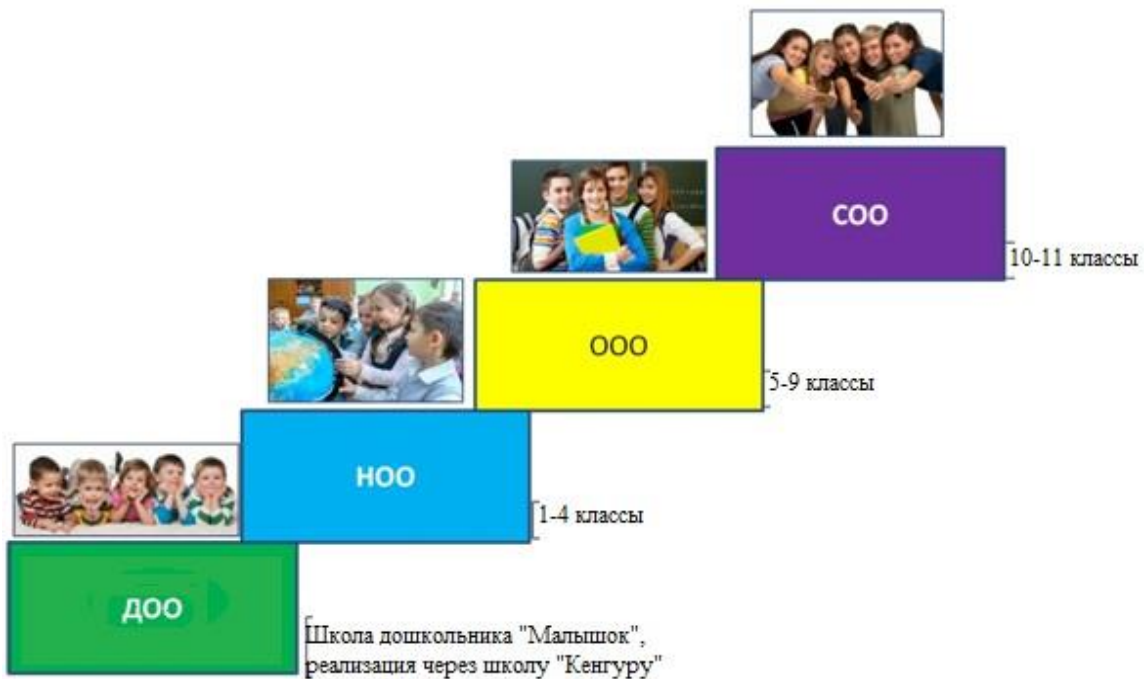 СОО
10-11 классы
ООО
5-9 классы
НОО
1-4 классы
ДОО
Школа дошкольника "Малышок",
реализация через школу "Кенгуру"